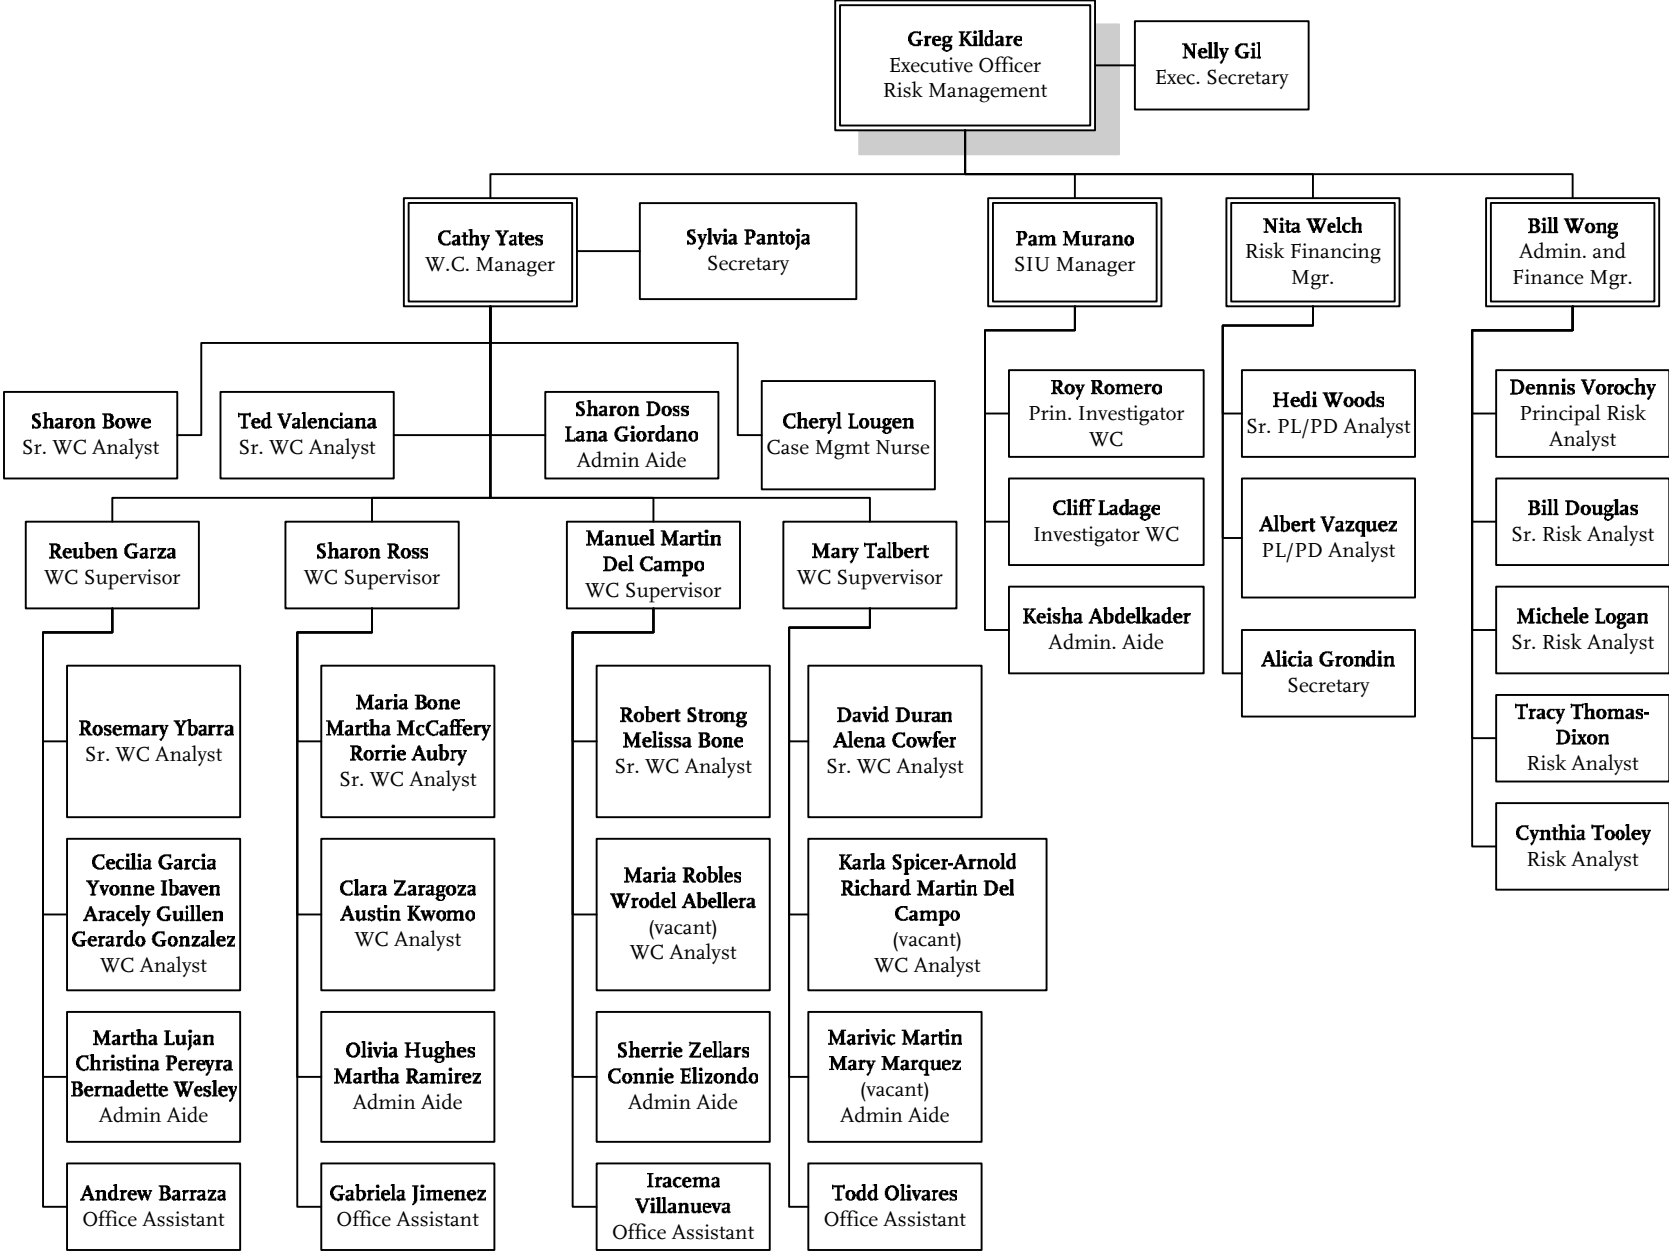 Greg Kildare
Executive Officer
Risk Management
Nelly Gil
Exec. Secretary
Cathy Yates
W.C. Manager
Sylvia Pantoja
Secretary
Pam Murano
SIU Manager
Nita Welch
Risk Financing
Mgr.
Bill Wong
Admin. and
Finance Mgr.
Sharon Bowe
Sr. WC Analyst
Ted Valenciana
Sr. WC Analyst
Sharon Doss
Lana Giordano
Admin Aide
Cheryl Lougen
Case Mgmt Nurse
Reuben Garza
WC Supervisor
Sharon Ross
WC Supervisor
Manuel Martin
Del Campo
WC Supervisor
Mary Talbert
WC Supvervisor
Rosemary Ybarra
Sr. WC Analyst
Cecilia Garcia
Yvonne Ibaven
Aracely Guillen
Gerardo Gonzalez
WC Analyst
Martha Lujan
Christina Pereyra
Bernadette Wesley
Admin Aide
Andrew Barraza
Office Assistant
Maria Bone
Martha McCaffery
Rorrie Aubry
Sr. WC Analyst
Clara Zaragoza
Austin Kwomo
WC Analyst
Olivia Hughes
Martha Ramirez
Admin Aide
Gabriela Jimenez
Office Assistant
Robert Strong
Melissa Bone
Sr. WC Analyst
Maria Robles
Wrodel Abellera
(vacant)
WC Analyst
Sherrie Zellars
Connie Elizondo
Admin Aide
Iracema
Villanueva
Office Assistant
David Duran
Alena Cowfer
Sr. WC Analyst
Karla Spicer-Arnold
Richard Martin Del
Campo
(vacant)
WC Analyst
Marivic Martin
Mary Marquez
(vacant)
Admin Aide
Todd Olivares
Office Assistant
Roy Romero
Prin. Investigator
WC
Cliff Ladage
Investigator WC
Keisha Abdelkader
Admin. Aide
Hedi Woods
Sr. PL/PD Analyst
Albert Vazquez
PL/PD Analyst
Alicia Grondin
Secretary
Dennis Vorochy
Principal Risk
Analyst
Bill Douglas
Sr. Risk Analyst
Michele Logan
Sr. Risk Analyst
Tracy Thomas-
Dixon
Risk Analyst
Cynthia Tooley
Risk Analyst